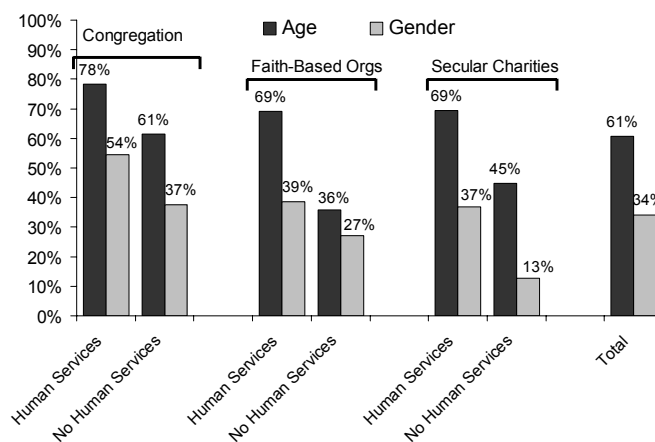 100%
90%
80%
70%
60%
50%
40%
30%
20%
10%
0%
Age Gender
Congregation
Faith-Based Orgs
Secular Charities
78%
54%
61%
37%
69%
39%
36%
27%
69%
37%
45%
13%
61%
34%
Human Services
No Human Services
Human Services
No Human Services
Human Services
No Human Services
Total